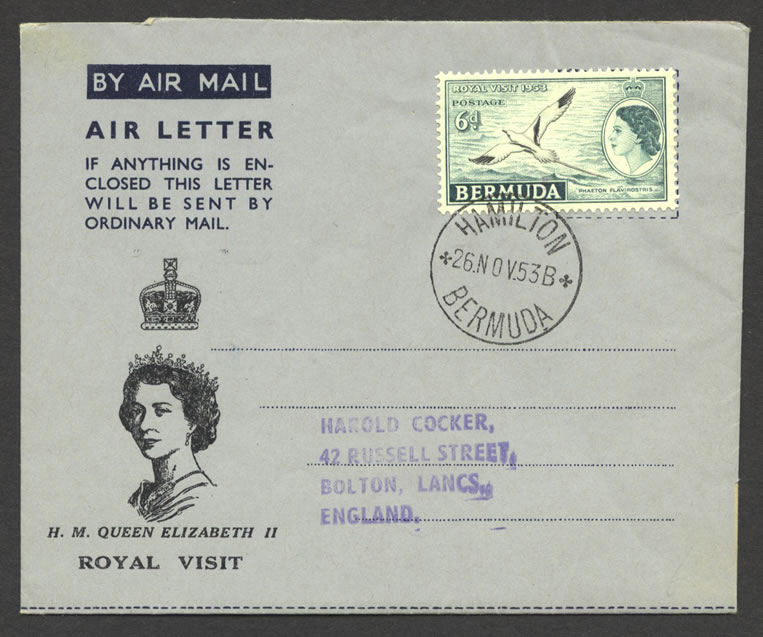 BY AIR MAIL
AIR LETTER
IF ANYTHING IS EN-
CLOSED THIS LETTER
WILL BE SENT BY
ORDINARY MAIL.
ROYAL VISIT 1953
POSTAGE
6d
PHAETON FLAVIROSTRIS
BERMUDA
HAMILTON
*26.NOV.53B*
BERMUDA
HAROLD COCKER,
42 RUSSELL STREET,
BOLTON, LANCS.,
ENGLAND.
H. M. QUEEN ELIZABETH II
ROYAL VISIT